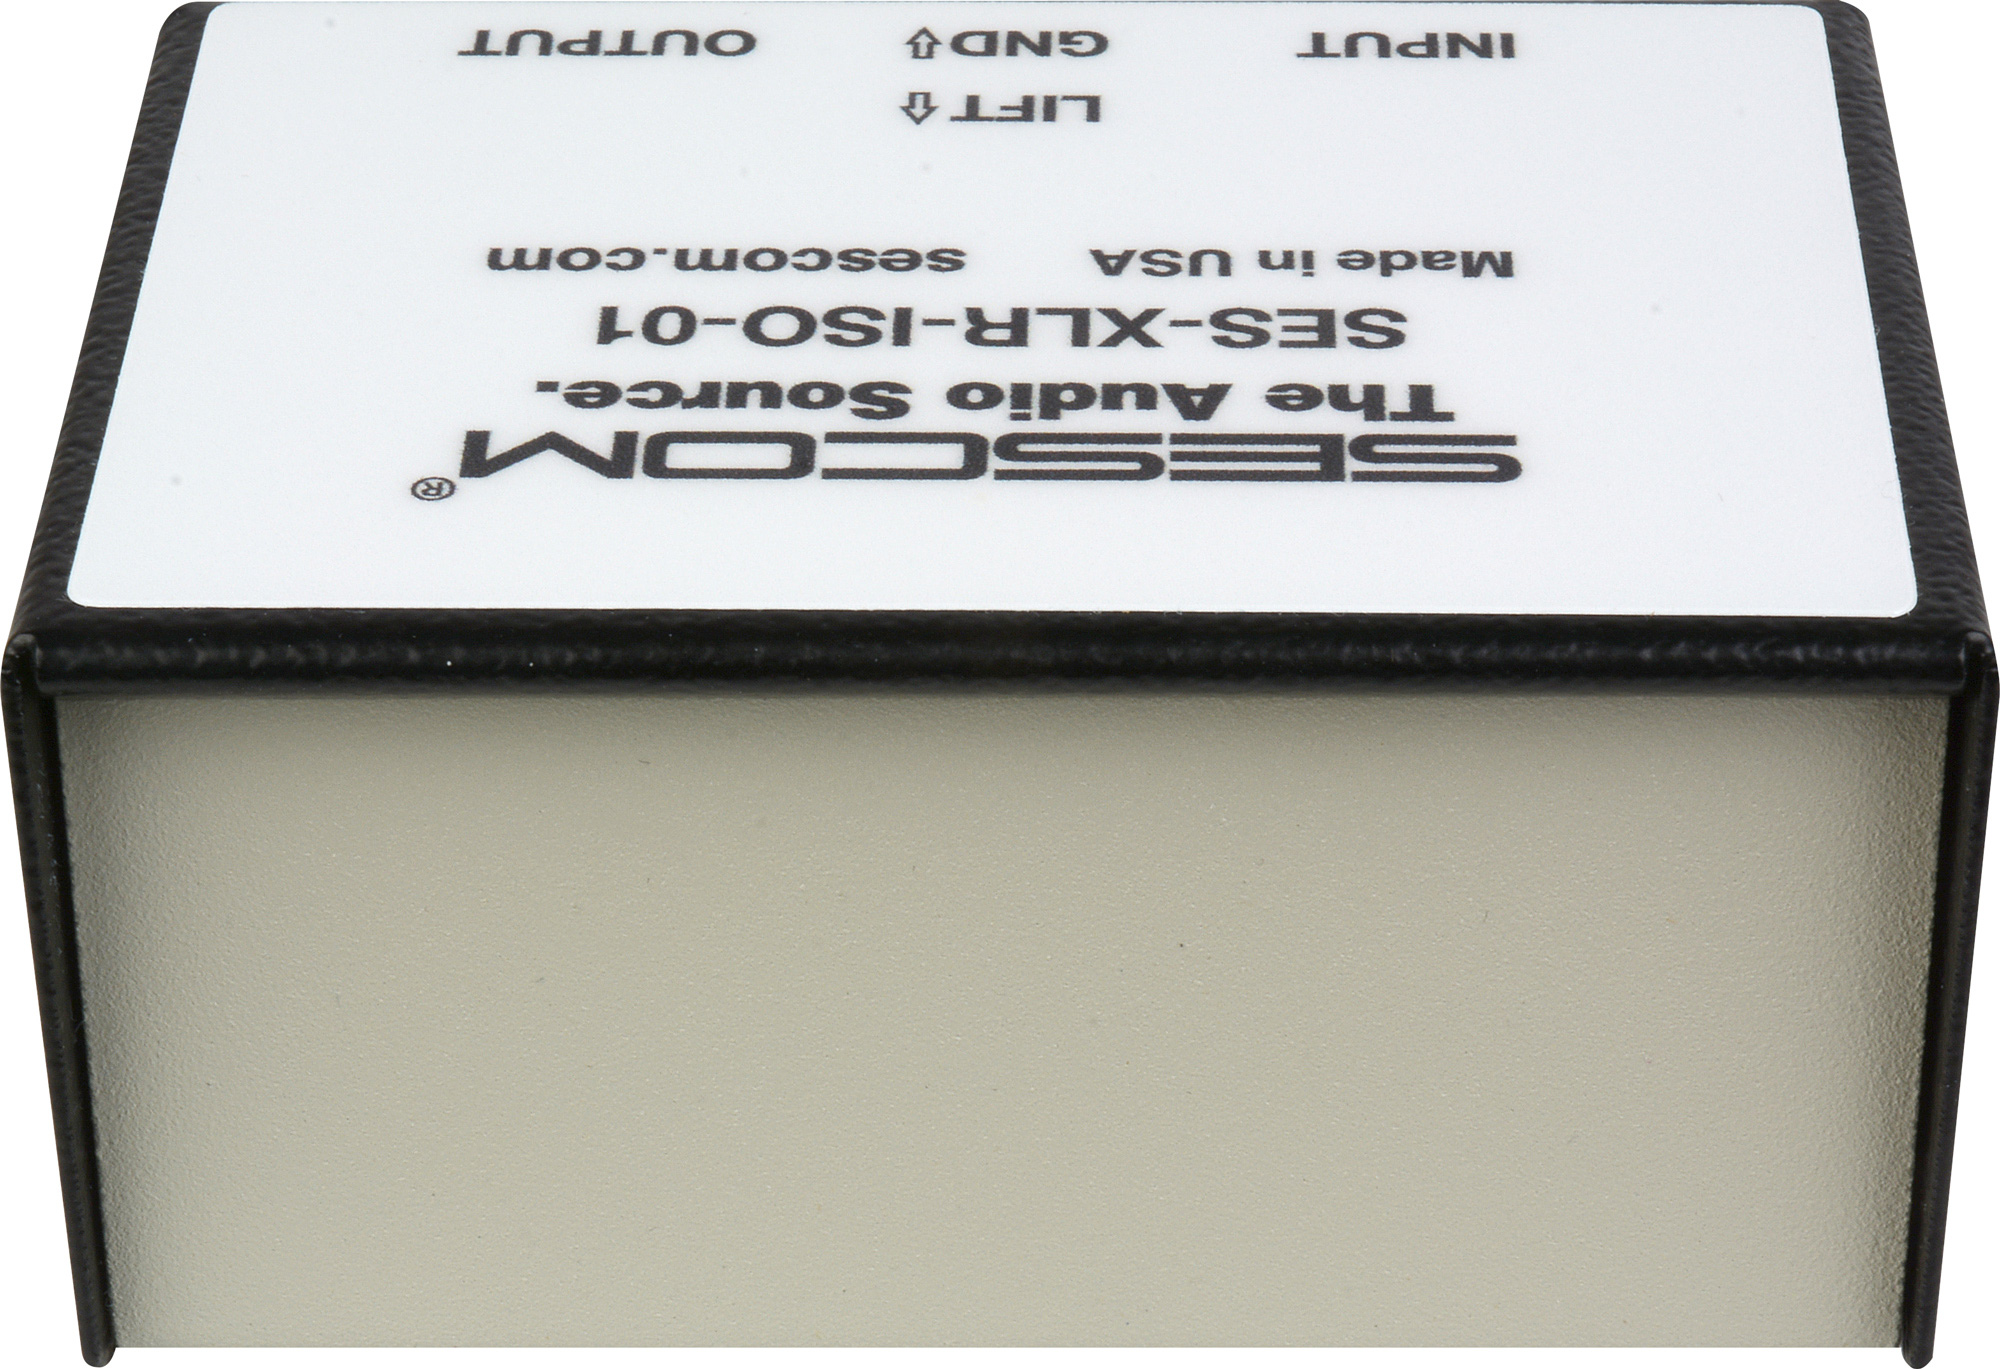 SESCOM®
The Audio Source.
SES-XLR-ISO-01
Made in USA sescom.com
LIFT⇧
INPUT GND⇩ OUTPUT